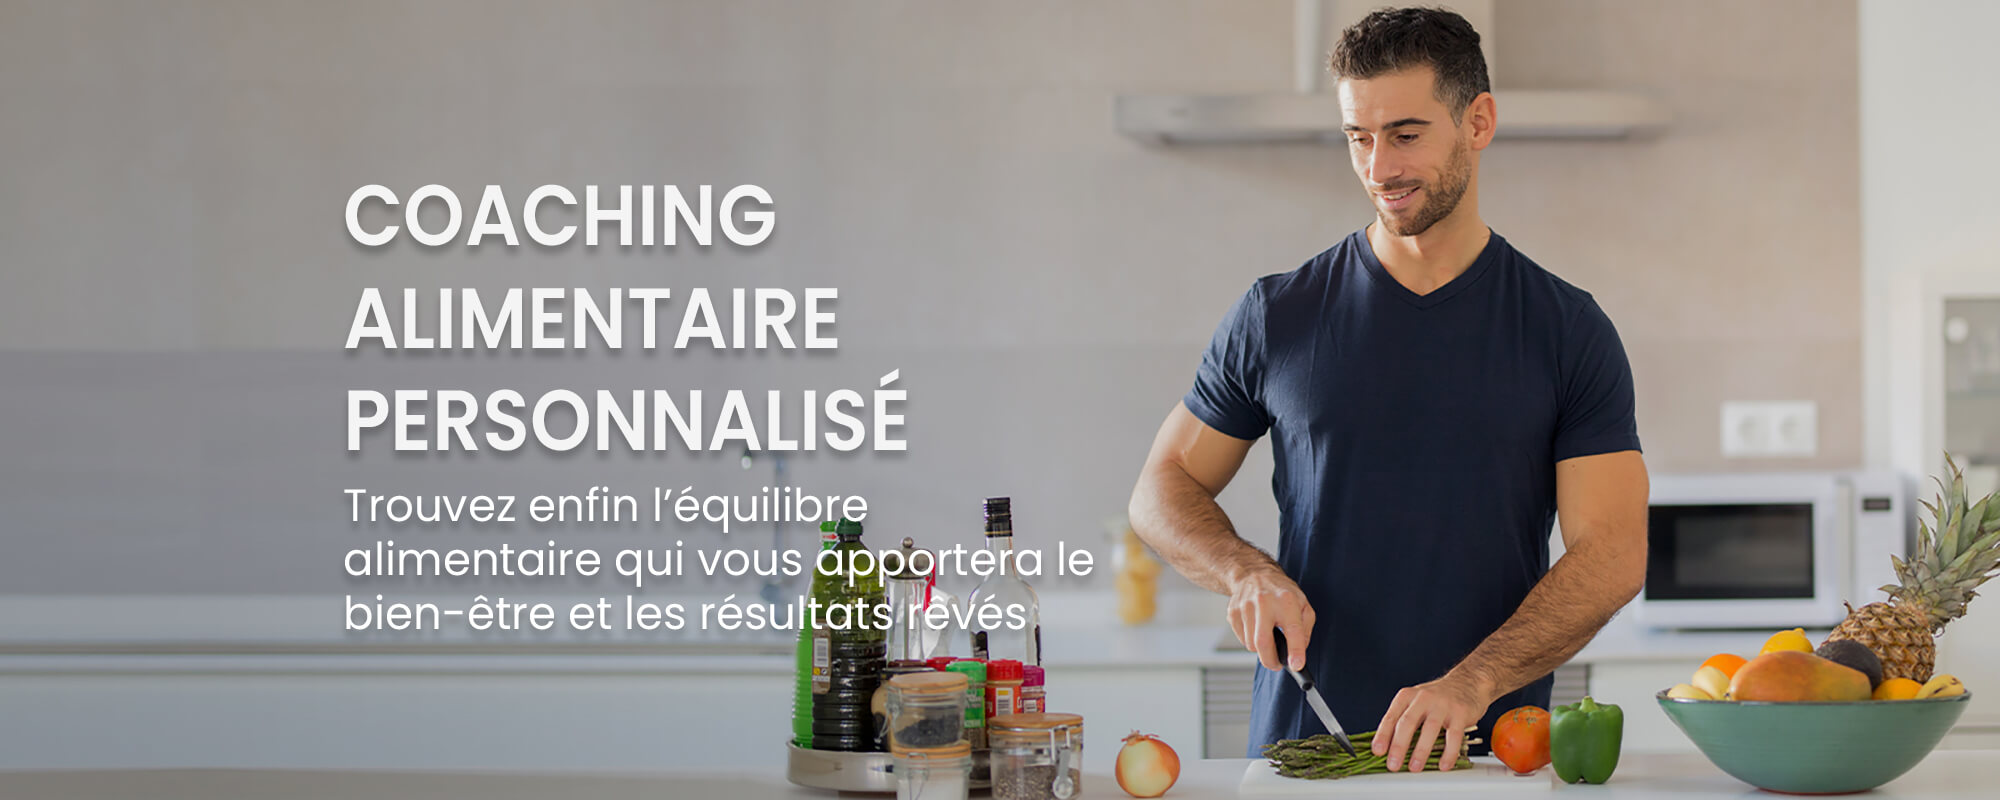 COACHING
ALIMENTAIRE
PERSONNALISÉ
Trouvez enfin l’équilibre
alimentaire qui vous apportera le
bien-être et les résultats rêvés